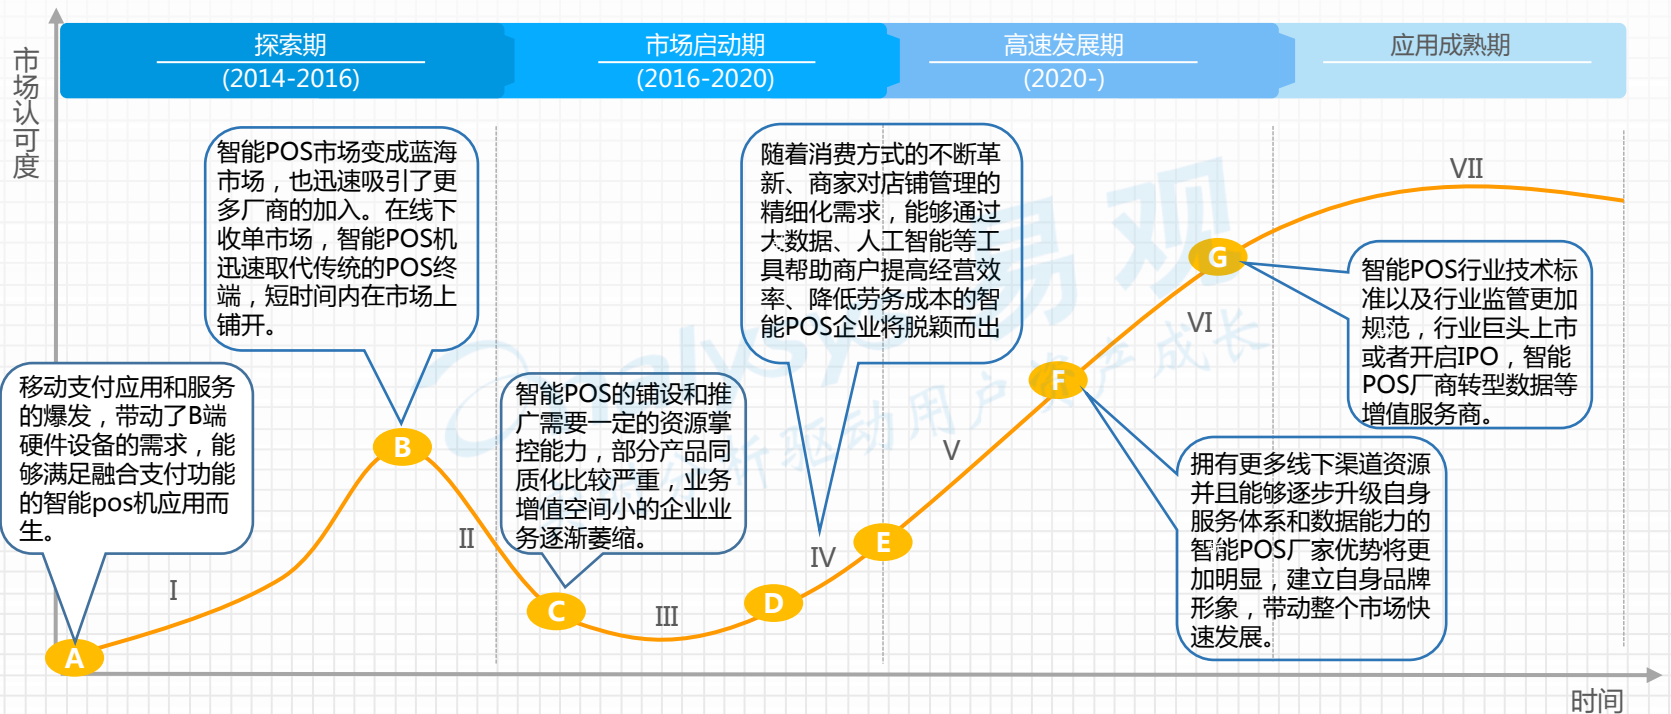 市场认可度
探索期
(2014-2016)
市场启动期
(2016-2020)
高速发展期
(2020-)
应用成熟期
智能POS市场变成蓝海
市场，也迅速吸引了更
多厂商的加入。在线下
收单市场，智能POS机
迅速取代传统的POS终
端，短时间内在市场上
铺开。
随着消费方式的不断革
新、商家对店铺管理的
精细化需求，能够通过
大数据、人工智能等工
具帮助商户提高经营效
率、降低劳务成本的智
能POS企业将脱颖而出
VII
G
智能POS行业技术标
准以及行业监管更加
规范，行业巨头上市
或者开启IPO，智能
POS厂商转型数据等
增值服务商。
VI
移动支付应用和服务
的爆发，带动了B端
硬件设备的需求，能
够满足融合支付功能
的智能pos机应用而
生。
智能POS的铺设和推
广需要一定的资源掌
控能力，部分产品同
质化比较严重，业务
增值空间小的企业业
务逐渐萎缩。
F
B
V
拥有更多线下渠道资源
并且能够逐步升级自身
服务体系和数据能力的
智能POS厂家优势将更
加明显，建立自身品牌
形象，带动整个市场快
速发展。
II
E
IV
I
C
III
D
A
时间
nalysys 易观
分析驱动用户资产成长